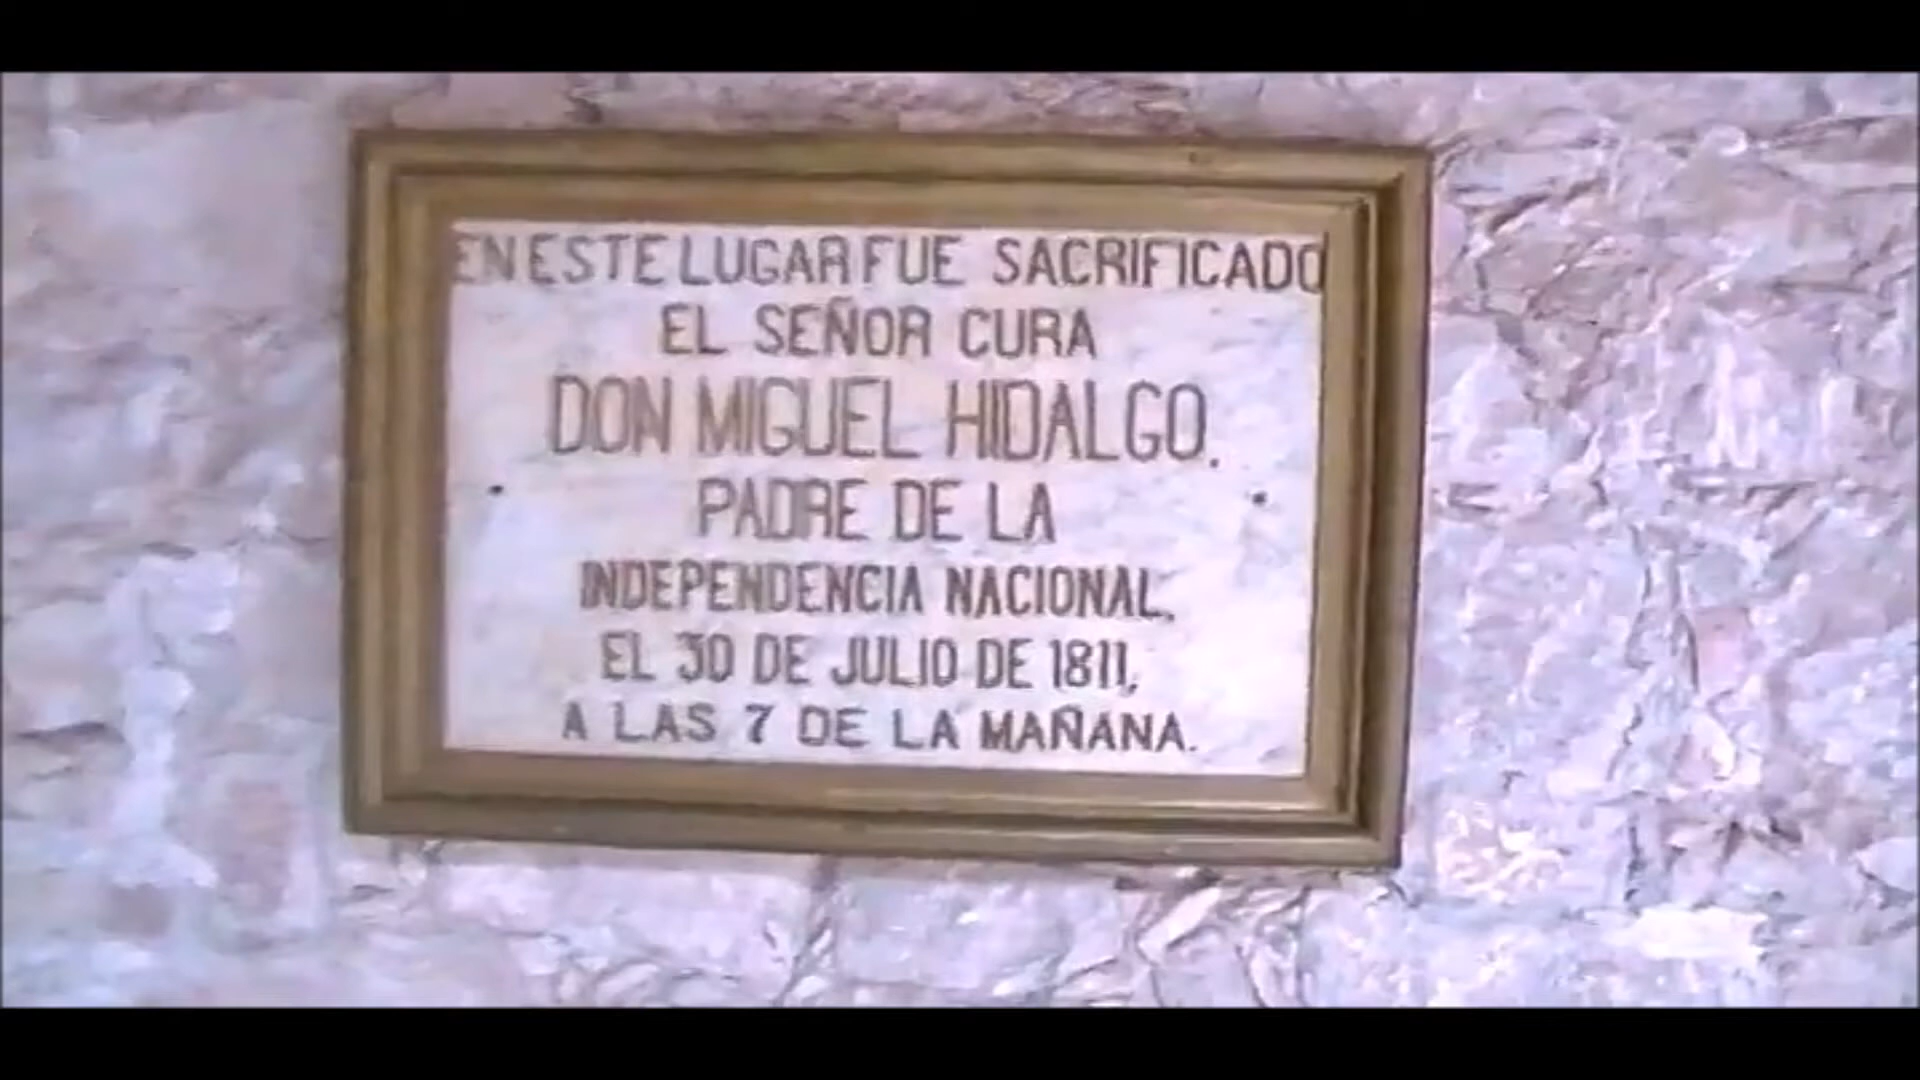 EN ESTE LUGAR FUE SACRIFICADO
EL SEÑOR CURA
DON MIGUEL HIDALGO.
PADRE DE LA
INDEPENDENCIA NACIONAL,
EL 30 DE JULIO DE 1811,
A LAS 7 DE LA MAÑANA.